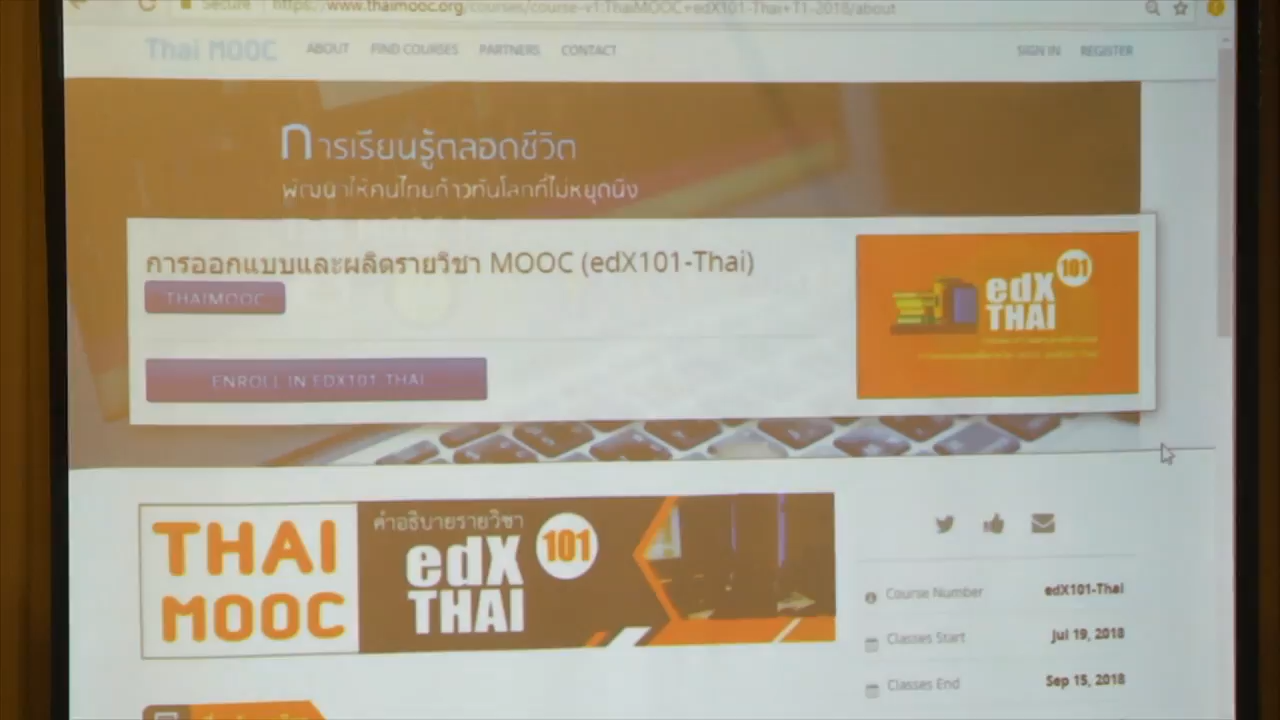 Secure https://www.thaimooc.org/courses/course-v1:ThaiMOOC+edX101-Thai+T1-2018/about
Thai MOOC ABOUT FIND COURSES PARTNERS CONTACT SIGN IN REGISTER
การเรียนรู้ตลอดชีวิต
พัฒนาให้คนไทยก้าวทันโลกที่ไม่หยุดนิ่ง
การออกแบบและผลิตรายวิชา MOOC (edX101-Thai)
THAIMOOC
ENROLL IN EDX101-THAI
edX 101
THAI
THAI
MOOC
คำอธิบายรายวิชา
edX 101
THAI
Course Number edX101-Thai
Classes Start Jul 19, 2018
Classes End Sep 15, 2018